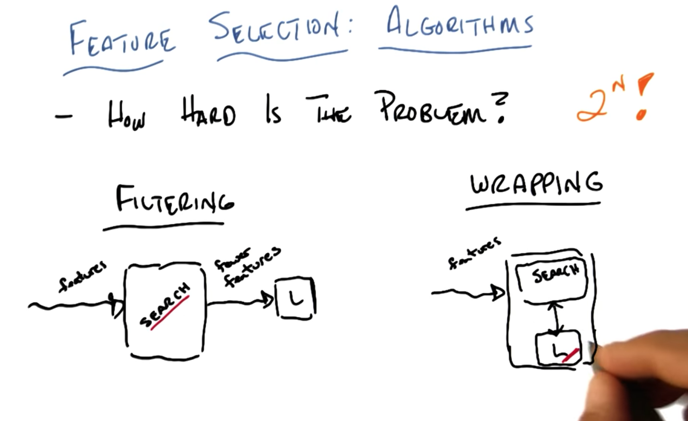 FEATURE SELECTION: ALGORITHMS
- HOW HARD IS THE PROBLEM? 2^N!
FILTERING
features
SEARCH
fewer features
L
WRAPPING
features
SEARCH
L